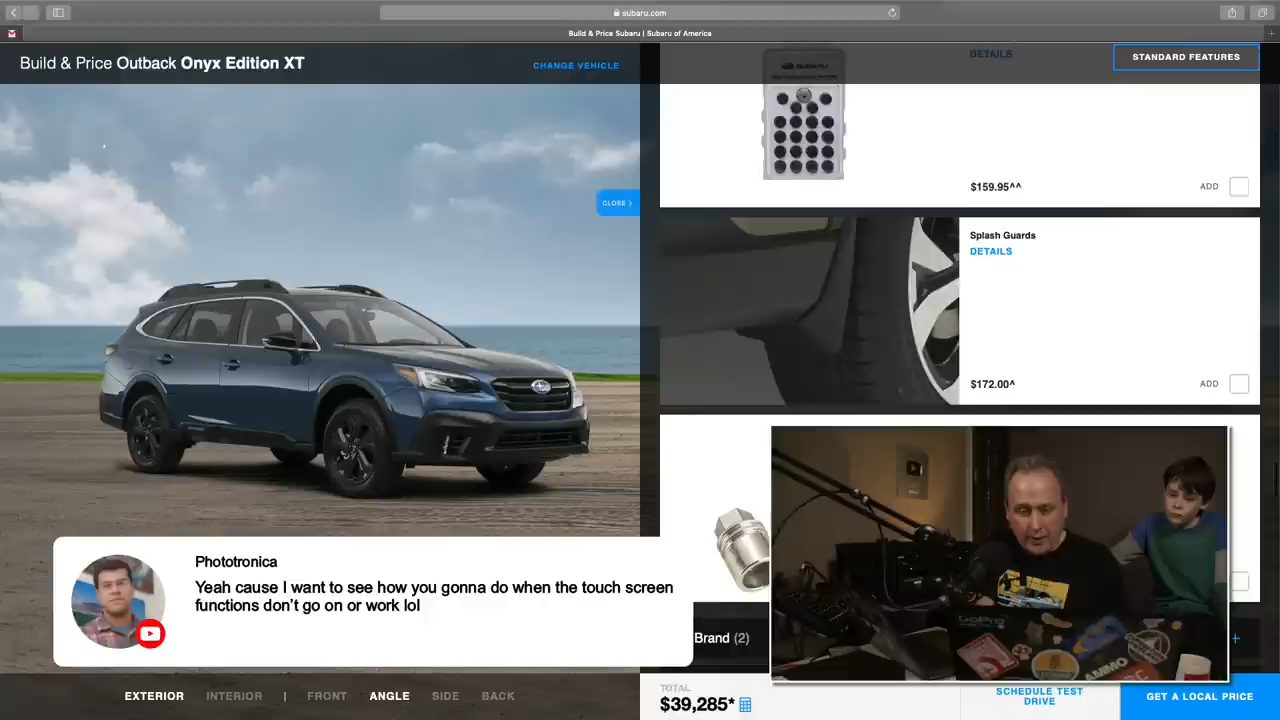 subaru.com
Build & Price Subaru | Subaru of America
Build & Price Outback Onyx Edition XT
CHANGE VEHICLE
DETAILS
STANDARD FEATURES
SUBARU
$159.95^^
ADD
CLOSE >
Splash Guards
DETAILS
$172.00^
ADD
Phototronica
Yeah cause I want to see how you gonna do when the touch screen
functions don't go on or work lol
Brand (2)
+
GoPro
AMMO
EXTERIOR INTERIOR | FRONT ANGLE SIDE BACK
TOTAL
$39,285*
SCHEDULE TEST
DRIVE
GET A LOCAL PRICE